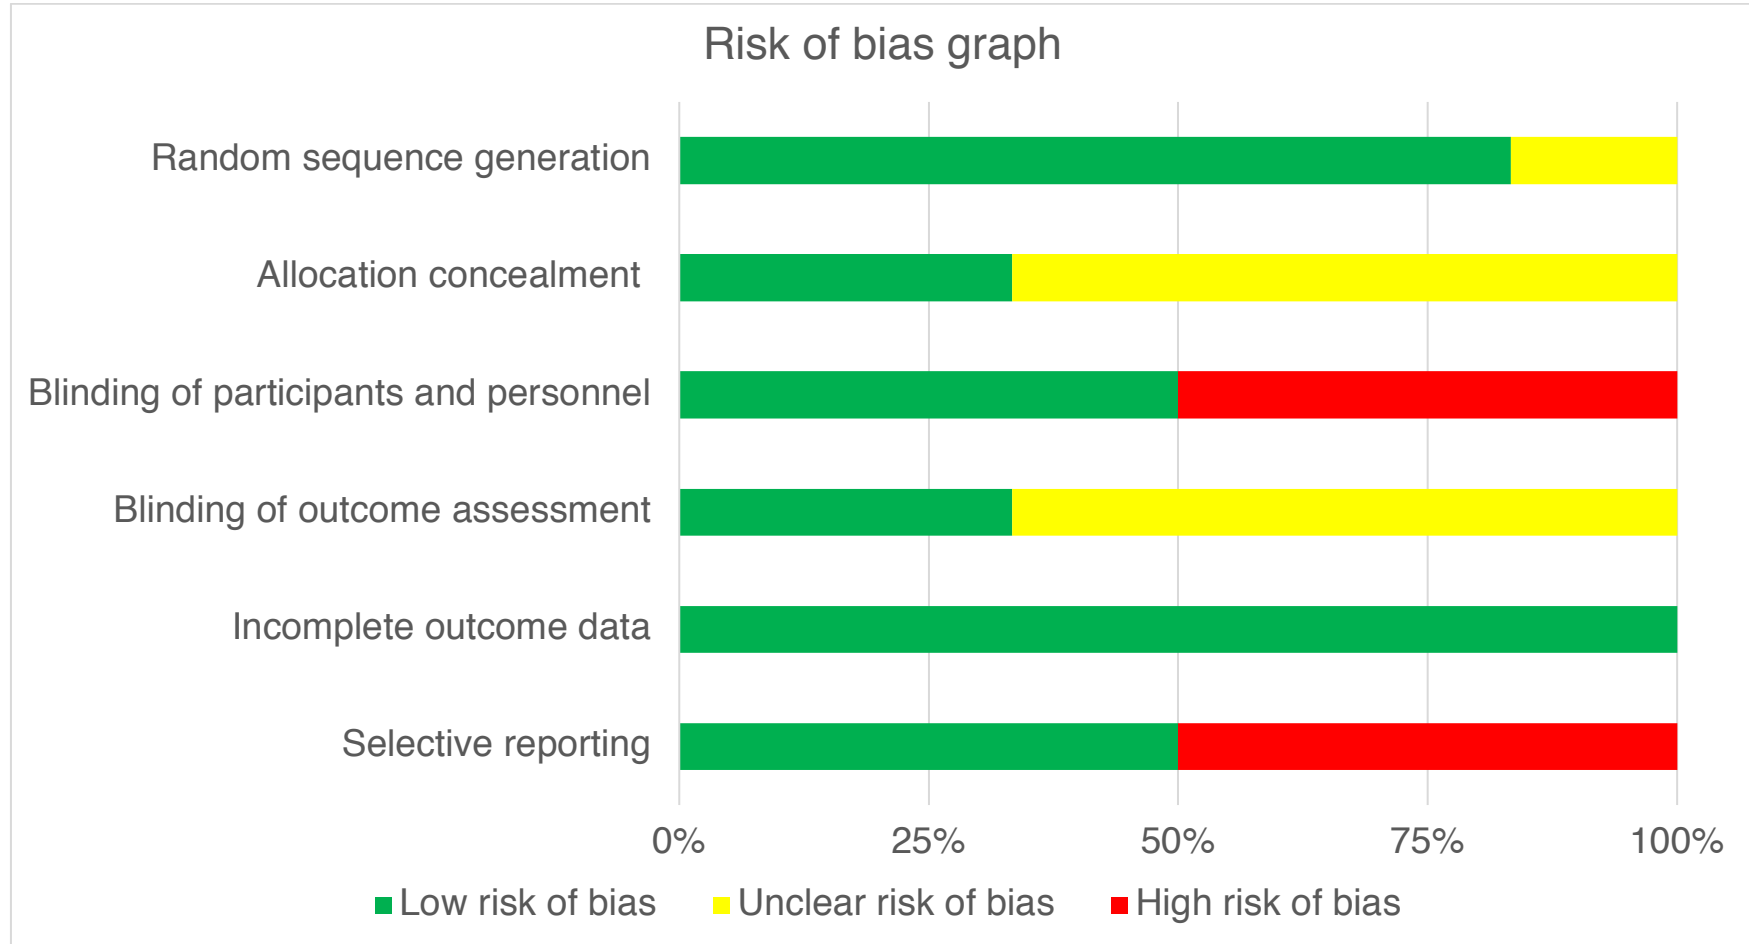 Risk of bias graph
Random sequence generation
Allocation concealment
Blinding of participants and personnel
Blinding of outcome assessment
Incomplete outcome data
Selective reporting
0% 25% 50% 75% 100%
Low risk of bias Unclear risk of bias High risk of bias